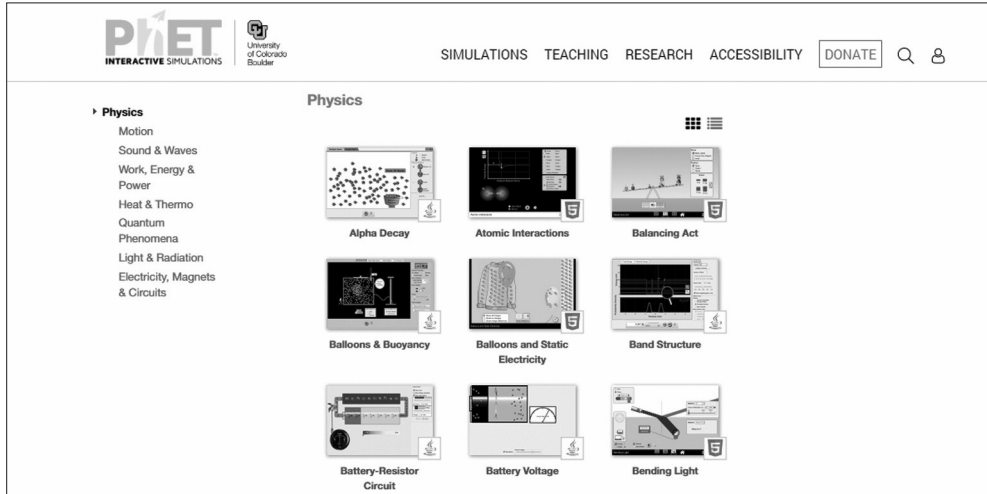 PhET
INTERACTIVE SIMULATIONS
University
of Colorado
Boulder
SIMULATIONS TEACHING RESEARCH ACCESSIBILITY DONATE
Physics
Motion
Sound & Waves
Work, Energy &
Power
Heat & Thermo
Quantum
Phenomena
Light & Radiation
Electricity, Magnets
& Circuits
Physics
Alpha Decay
Atomic Interactions
Balancing Act
Balloons & Buoyancy
Balloons and Static
Electricity
Band Structure
Battery-Resistor
Circuit
Battery Voltage
Bending Light